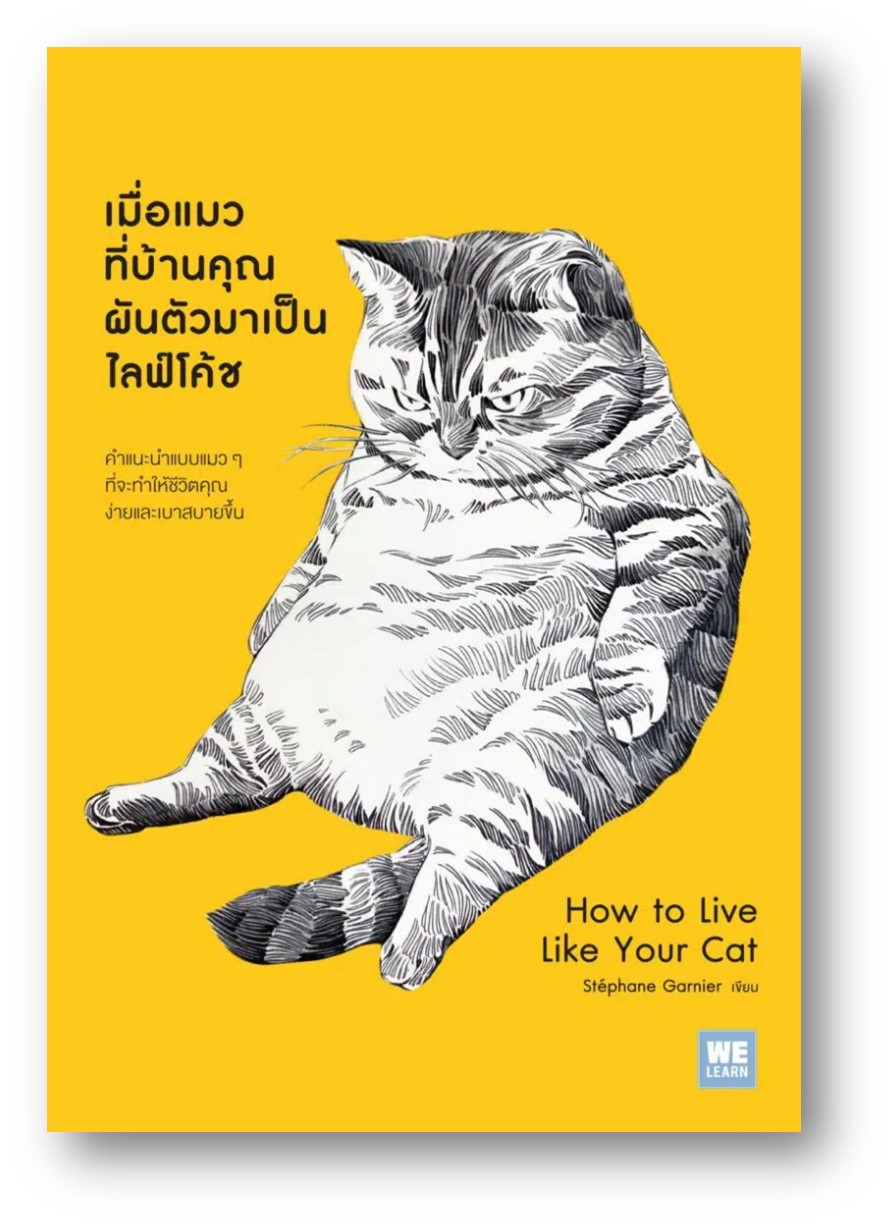 เมื่อแมว
ที่บ้านคุณ
ผันตัวมาเป็น
ไลฟ์โค้ช
คำแนะนำแบบแมว ๆ
ที่จะทำให้ชีวิตคุณ
ง่ายและเบาสบายขึ้น
How to Live
Like Your Cat
Stéphane Garnier เขียน
WE
LEARN